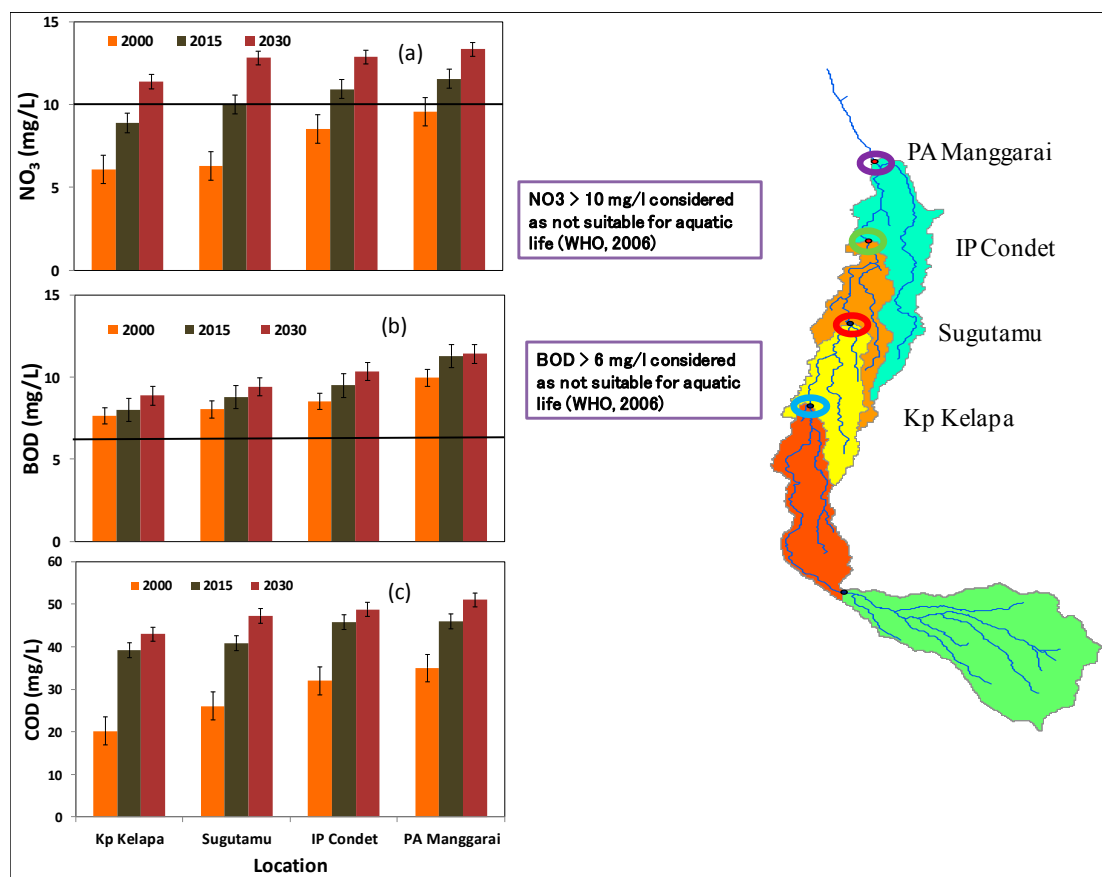 15
10
5
0
NO3 (mg/L)
2000 2015 2030
(a)
15
10
5
0
BOD (mg/L)
2000 2015 2030
(b)
60
50
40
30
20
10
0
COD (mg/L)
2000 2015 2030
(c)
Kp Kelapa Sugutamu IP Condet PA Manggarai
Location
NO3 > 10 mg/l considered
as not suitable for aquatic
life (WHO, 2006)
BOD > 6 mg/l considered
as not suitable for aquatic
life (WHO, 2006)
PA Manggarai
IP Condet
Sugutamu
Kp Kelapa